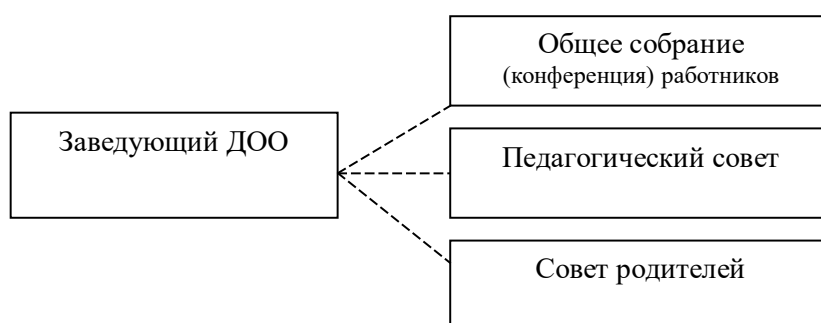 Общее собрание
(конференция) работников
Заведующий ДОО
Педагогический совет
Совет родителей